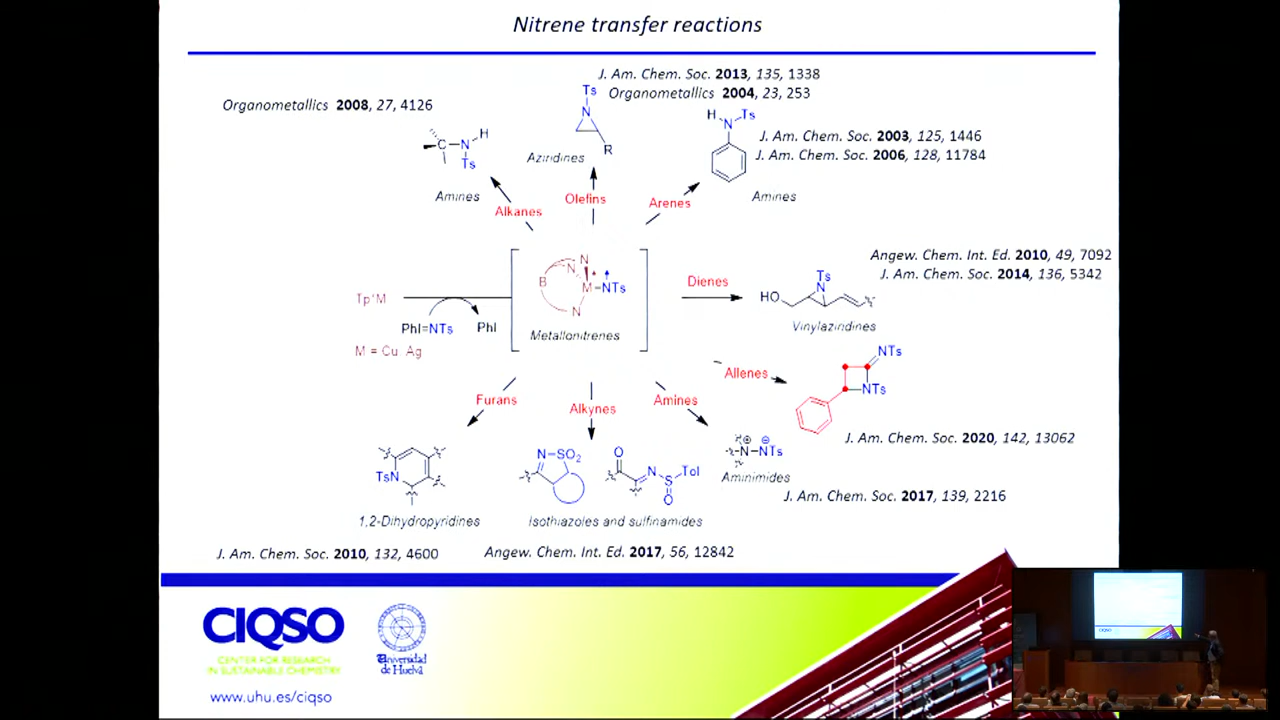 Nitrene transfer reactions
J. Am. Chem. Soc. 2013, 135, 1338
Organometallics 2004, 23, 253
Organometallics 2008, 27, 4126
J. Am. Chem. Soc. 2003, 125, 1446
J. Am. Chem. Soc. 2006, 128, 11784
Ts
N
R
Aziridines
H
N
Ts
C
N
H
Ts
Amines
Amines
Alkanes
Olefins
Arenes
Angew. Chem. Int. Ed. 2010, 49, 7092
J. Am. Chem. Soc. 2014, 136, 5342
TpˣM
PhI=NTs
PhI
M = Cu, Ag
B
N
N
N
M
NTs
Metallonitrenes
Dienes
HO
Ts
N
Vinylaziridines
Allenes
NTs
NTs
J. Am. Chem. Soc. 2020, 142, 13062
Furans
Alkynes
Amines
TsN
1,2-Dihydropyridines
N-SO2
O
N
S
Tol
O
Isothiazoles and sulfinamides
N-NTs
Aminimides
J. Am. Chem. Soc. 2017, 139, 2216
J. Am. Chem. Soc. 2010, 132, 4600
Angew. Chem. Int. Ed. 2017, 56, 12842
CIQSO
CENTER FOR RESEARCH
IN SUSTAINABLE CHEMISTRY
www.uhu.es/ciqso
Universidad
de Huelva
CIQSO